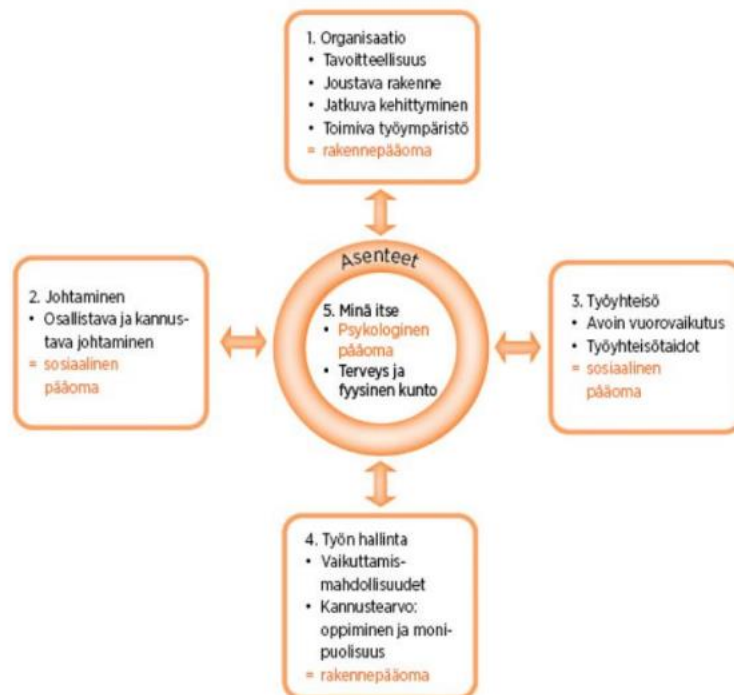 1. Organisaatio
• Tavoitteellisuus
• Joustava rakenne
• Jatkuva kehittyminen
• Toimiva työympäristö
= rakennepääoma
Asenteet
2. Johtaminen
• Osallistava ja kannus-
tava johtaminen
= sosiaalinen
pääoma
5. Minä itse
• Psykologinen
pääoma
• Terveys ja
fyysinen kunto
3. Työyhteisö
• Avoin vuorovaikutus
• Työyhteisötaidot
= sosiaalinen
pääoma
4. Työn hallinta
• Vaikuttamis-
mahdollisuudet
• Kannustearvo:
oppiminen ja moni-
puolisuus
= rakennepääoma